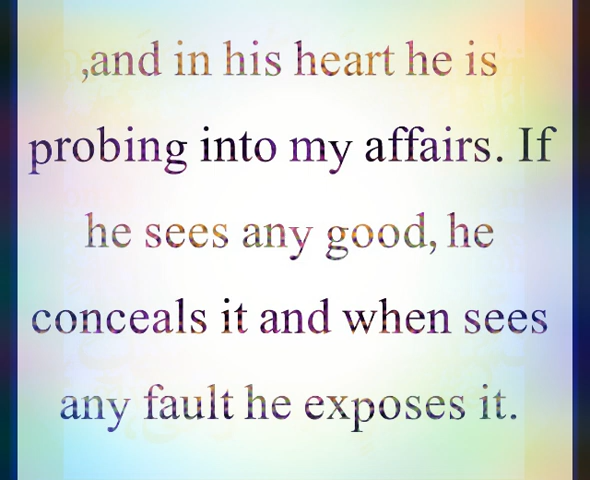 ,and in his heart he is
probing into my affairs. If
he sees any good, he
conceals it and when sees
any fault he exposes it.